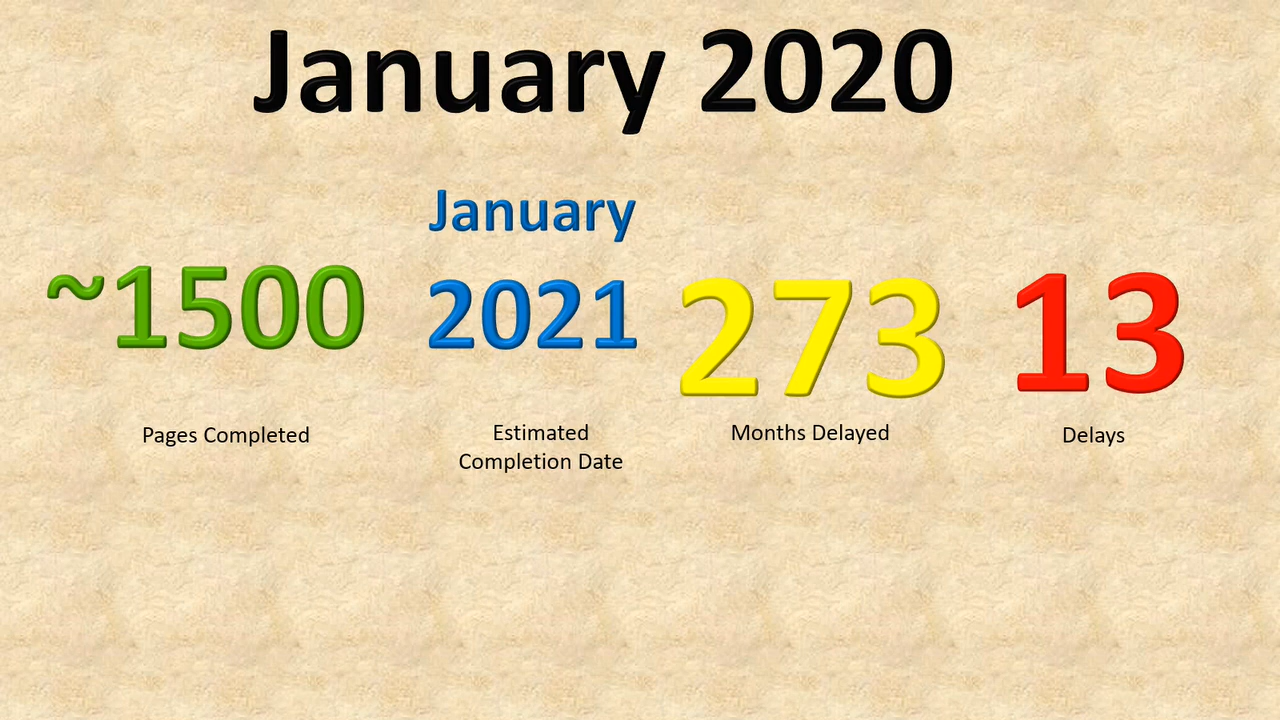 January 2020
~1500
Pages Completed
January
2021
Estimated
Completion Date
273
Months Delayed
13
Delays